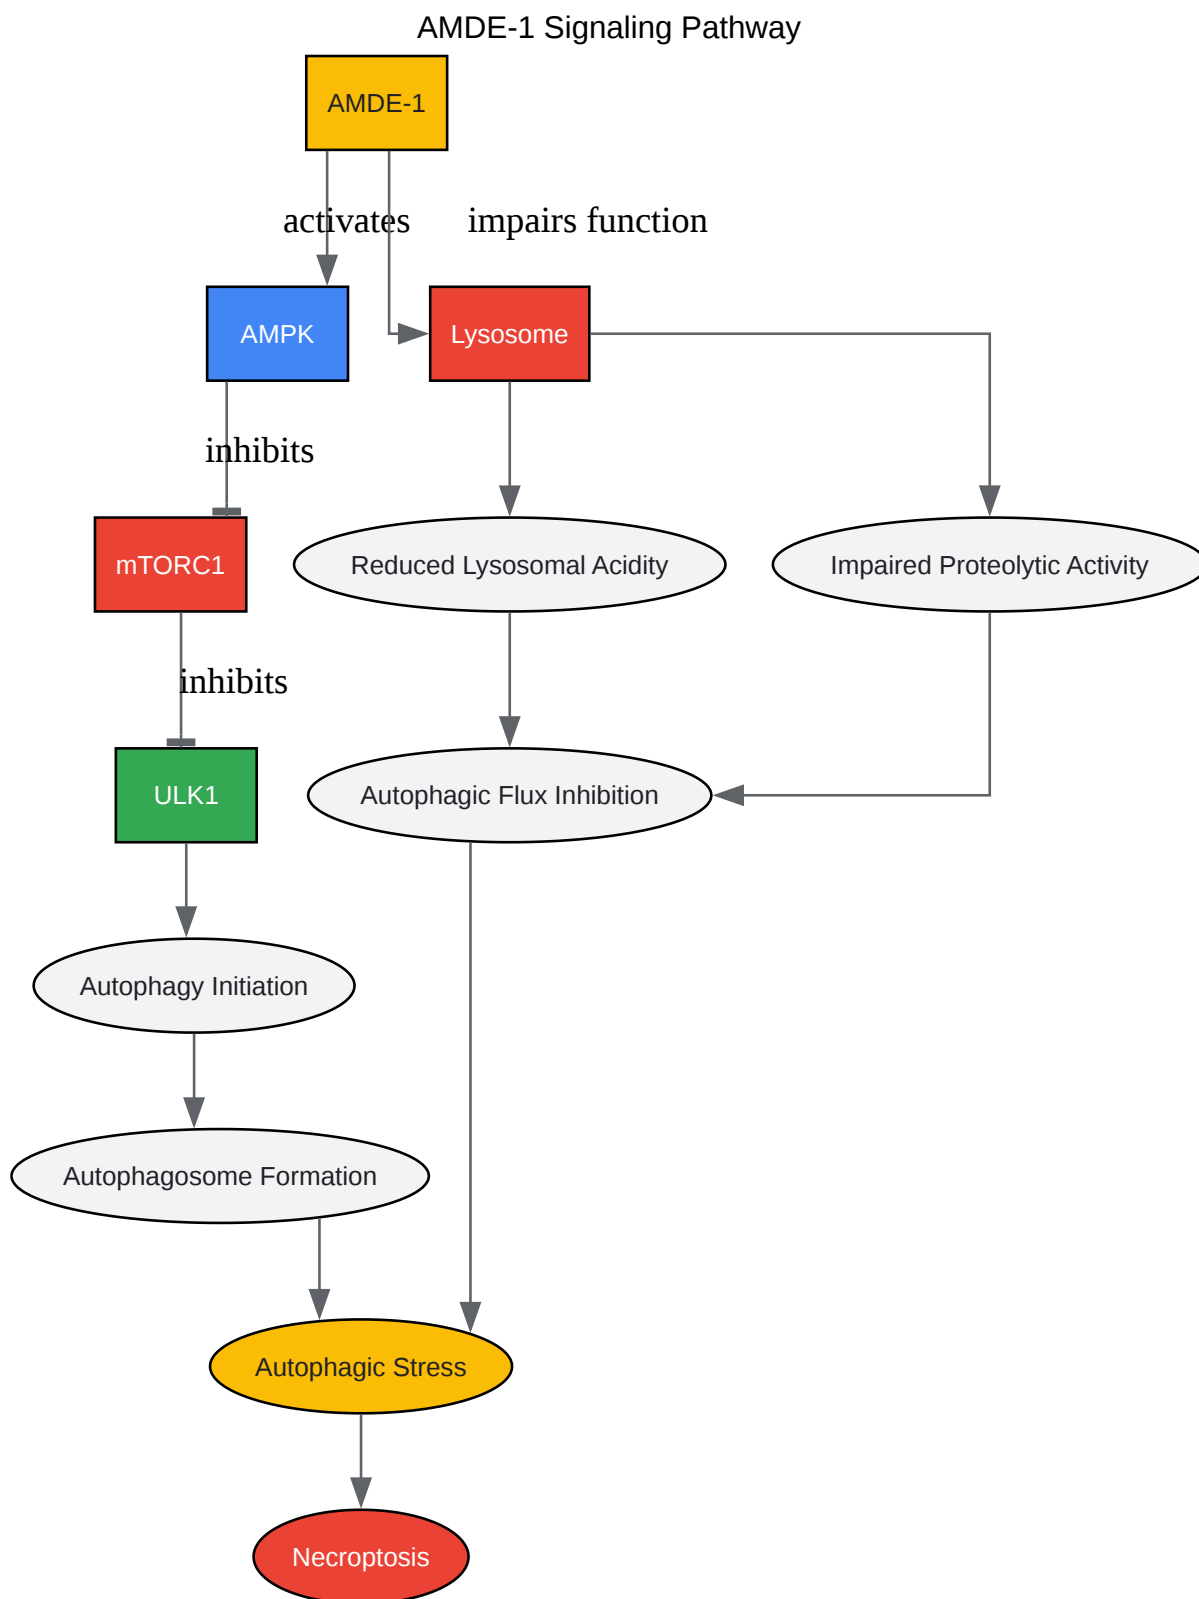 AMDE-1 Signaling Pathway
AMDE-1
activates
impairs function
AMPK
Lysosome
inhibits
mTORC1
Reduced Lysosomal Acidity
Impaired Proteolytic Activity
inhibits
ULK1
Autophagic Flux Inhibition
Autophagy Initiation
Autophagosome Formation
Autophagic Stress
Necroptosis